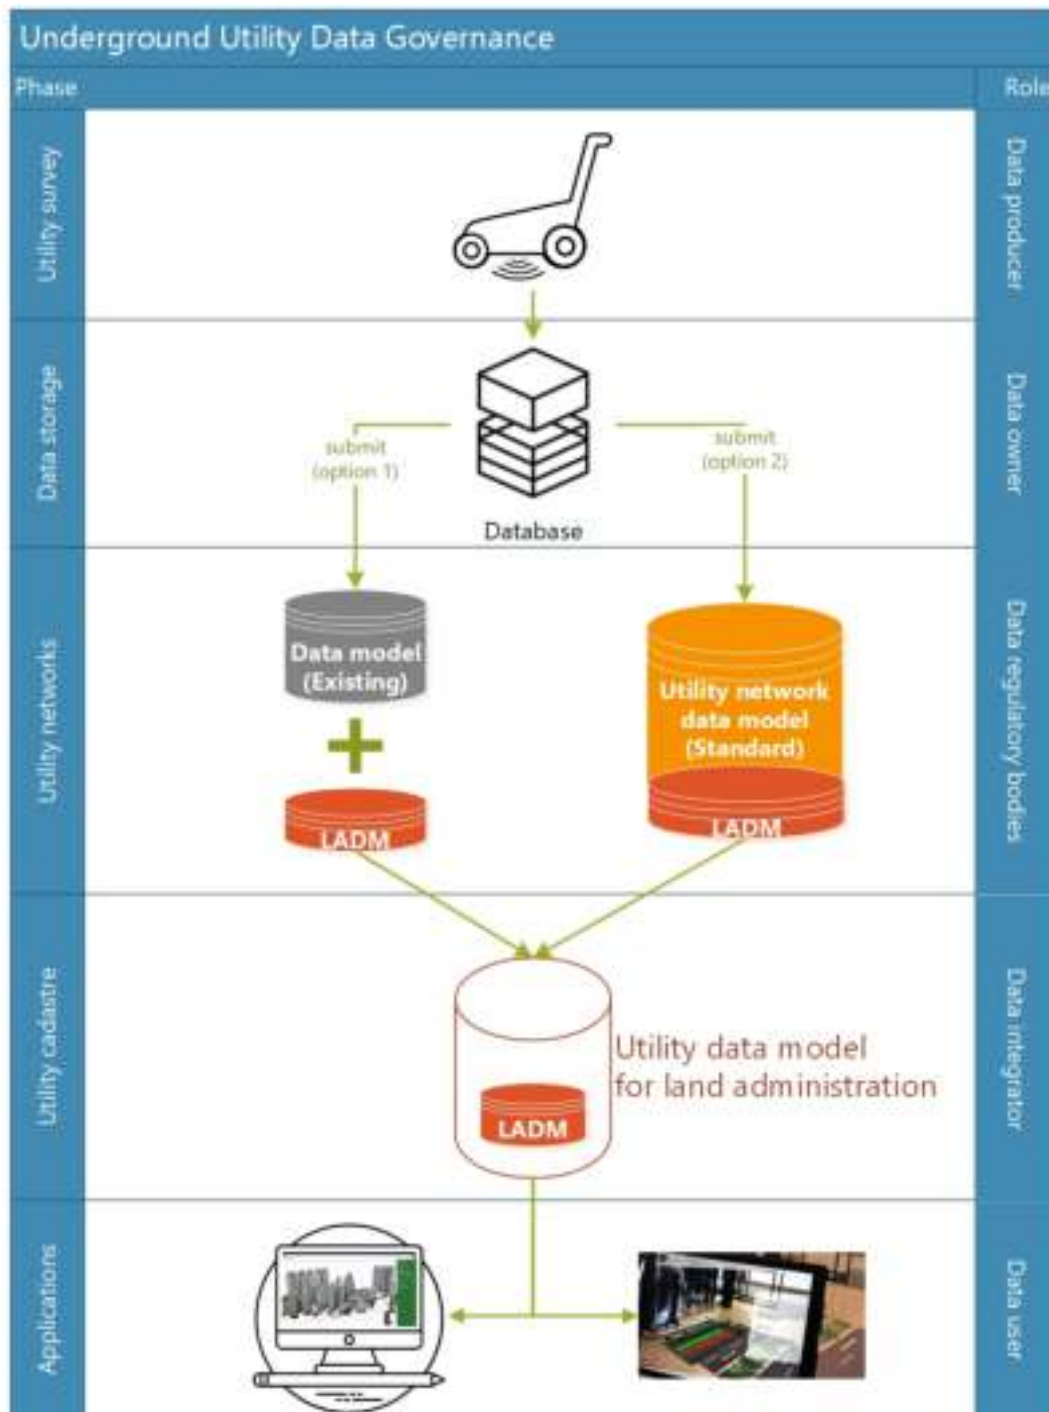 Underground Utility Data Governance
Phase
Role
Utility survey
Data producer
Data storage
Data owner
submit
(option 1)
submit
(option 2)
Database
Utility networks
Data regulatory bodies
Data model
(Existing)
LADM
Utility network
data model
(Standard)
LADM
Utility cadastre
Data integrator
Utility data model
for land administration
LADM
Applications
Data user